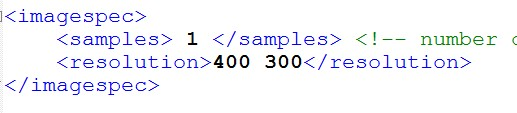 <imagespec>
<samples> 1 </samples> <!-- number
<resolution>400 300</resolution>
</imagespec>